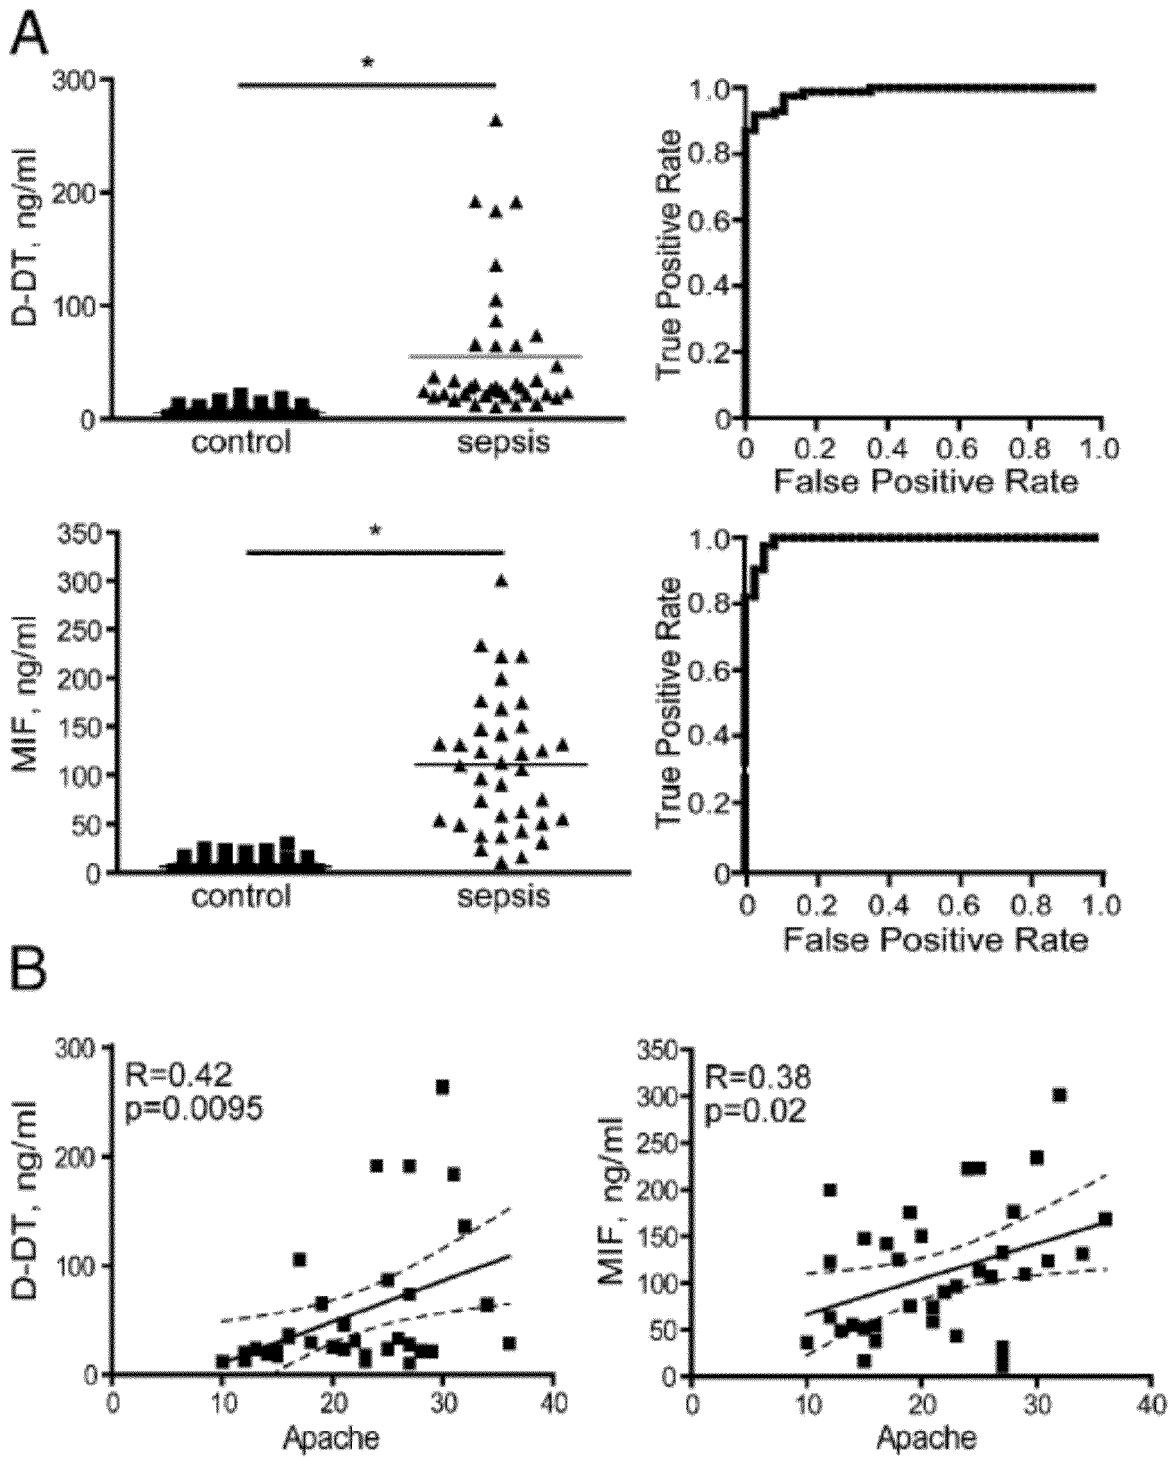 A
*
300
200
100
0
D-DT, ng/ml
control sepsis
1.0
0.8
0.6
0.4
0.2
0
True Positive Rate
0 0.2 0.4 0.6 0.8 1.0
False Positive Rate
*
350
300
250
200
150
100
50
0
MIF, ng/ml
control sepsis
1.0
0.8
0.6
0.4
0.2
0
True Positive Rate
0 0.2 0.4 0.6 0.8 1.0
False Positive Rate
B
300
200
100
0
D-DT, ng/ml
R=0.42
p=0.0095
0 10 20 30 40
Apache
350
300
250
200
150
100
50
0
MIF, ng/ml
R=0.38
p=0.02
0 10 20 30 40
Apache